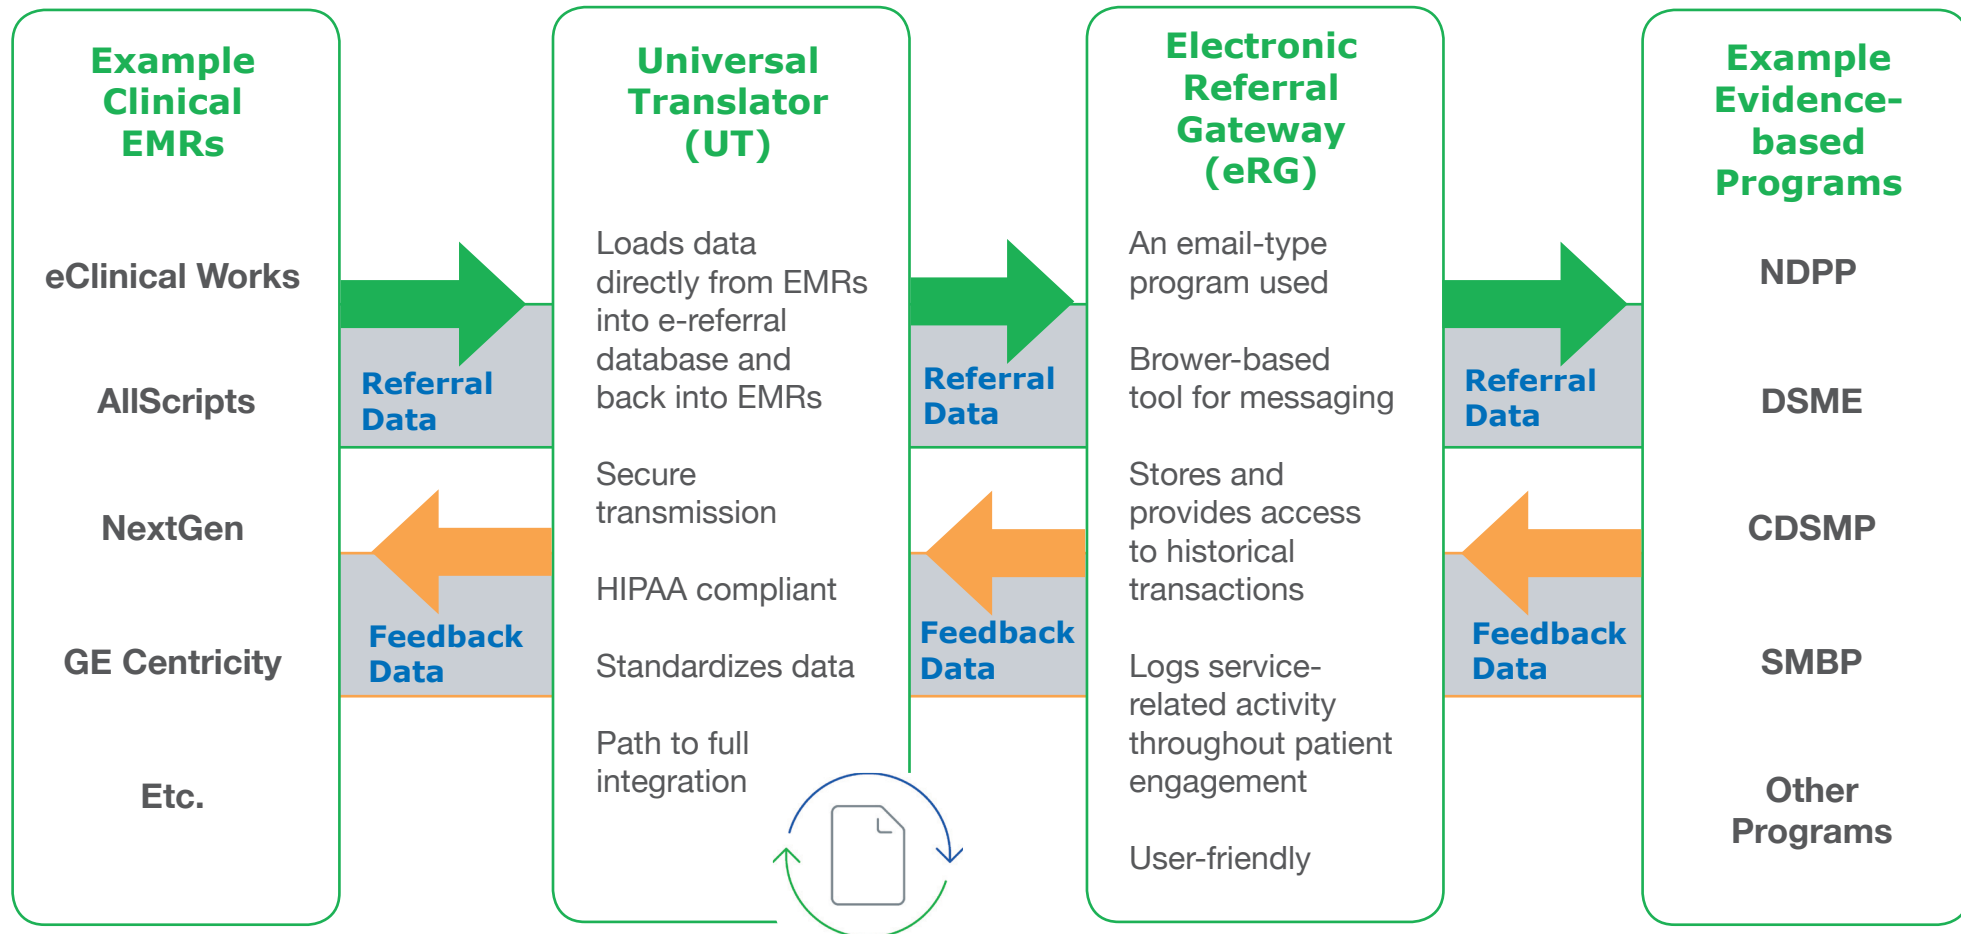 Example
Clinical
EMRs
eClinical Works
AllScripts
NextGen
GE Centricity
Etc.
Referral
Data
Feedback
Data
Universal
Translator
(UT)
Loads data
directly from EMRs
into e-referral
database and
back into EMRs
Secure
transmission
HIPAA compliant
Standardizes data
Path to full
integration
Referral
Data
Feedback
Data
Electronic
Referral
Gateway
(eRG)
An email-type
program used
Brower-based
tool for messaging
Stores and
provides access
to historical
transactions
Logs service-
related activity
throughout patient
engagement
User-friendly
Referral
Data
Feedback
Data
Example
Evidence-
based
Programs
NDPP
DSME
CDSMP
SMBP
Other
Programs